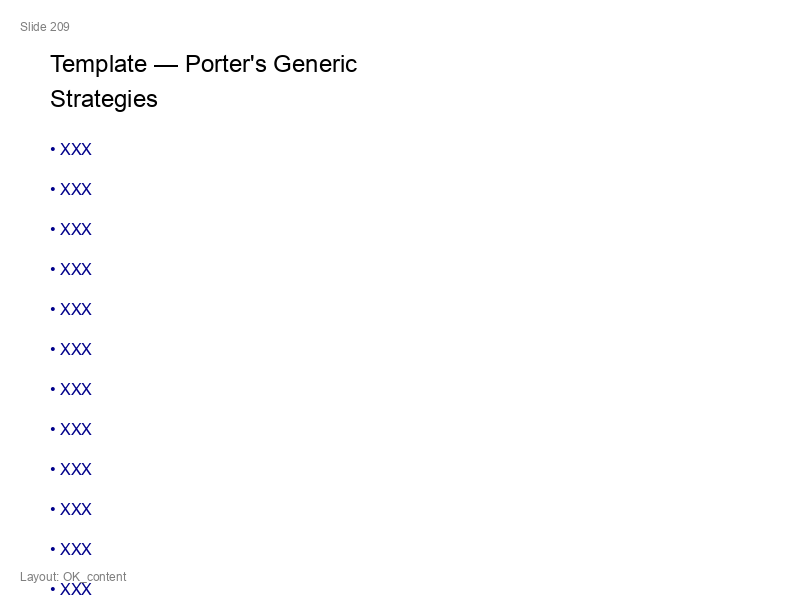 Slide 209
Template — Porter's Generic
Strategies
• XXX
• XXX
• XXX
• XXX
• XXX
• XXX
• XXX
• XXX
• XXX
• XXX
• XXX
Layout: OK_content
• XXX